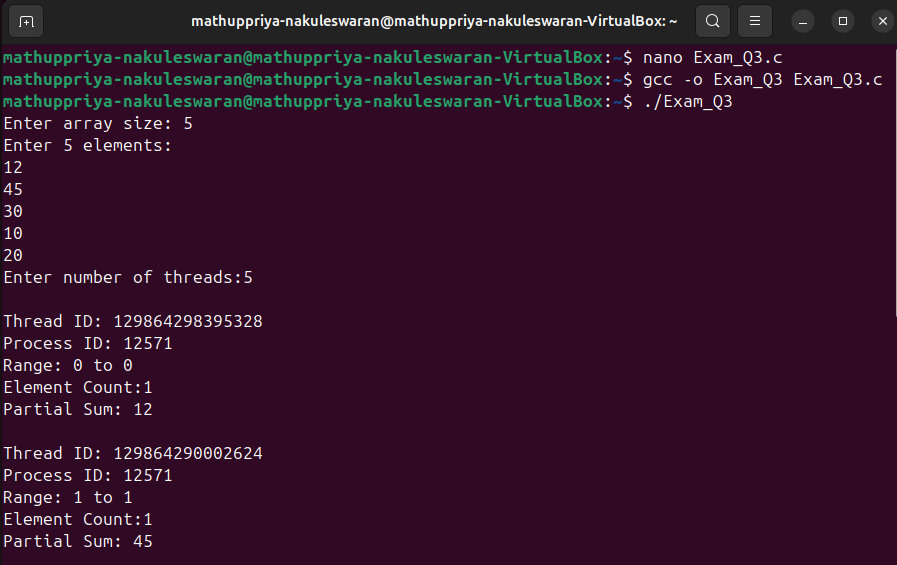 mathuppriya-nakuleswaran@mathuppriya-nakuleswaran-VirtualBox: ~
mathuppriya-nakuleswaran@mathuppriya-nakuleswaran-VirtualBox:~$ nano Exam_Q3.c
mathuppriya-nakuleswaran@mathuppriya-nakuleswaran-VirtualBox:~$ gcc -o Exam_Q3 Exam_Q3.c
mathuppriya-nakuleswaran@mathuppriya-nakuleswaran-VirtualBox:~$ ./Exam_Q3
Enter array size: 5
Enter 5 elements:
12
45
30
10
20
Enter number of threads:5

Thread ID: 129864298395328
Process ID: 12571
Range: 0 to 0
Element Count:1
Partial Sum: 12

Thread ID: 129864290002624
Process ID: 12571
Range: 1 to 1
Element Count:1
Partial Sum: 45